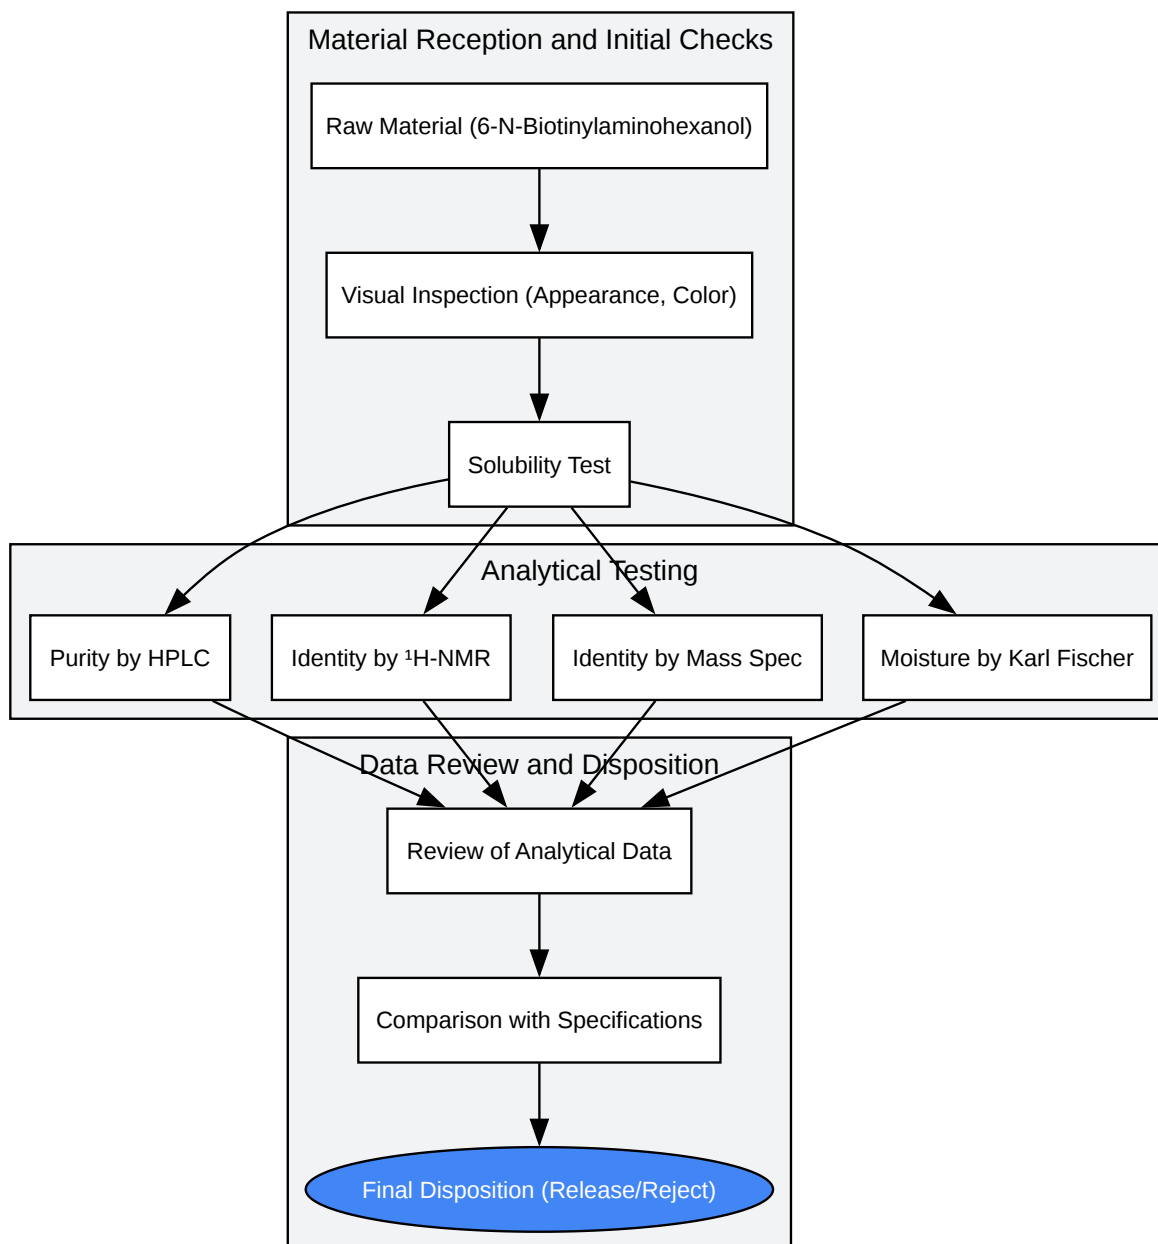 Material Reception and Initial Checks
Raw Material (6-N-Biotinylaminohexanol)
Visual Inspection (Appearance, Color)
Solubility Test
Analytical Testing
Purity by HPLC
Identity by ¹H-NMR
Identity by Mass Spec
Moisture by Karl Fischer
Data Review and Disposition
Review of Analytical Data
Comparison with Specifications
Final Disposition (Release/Reject)